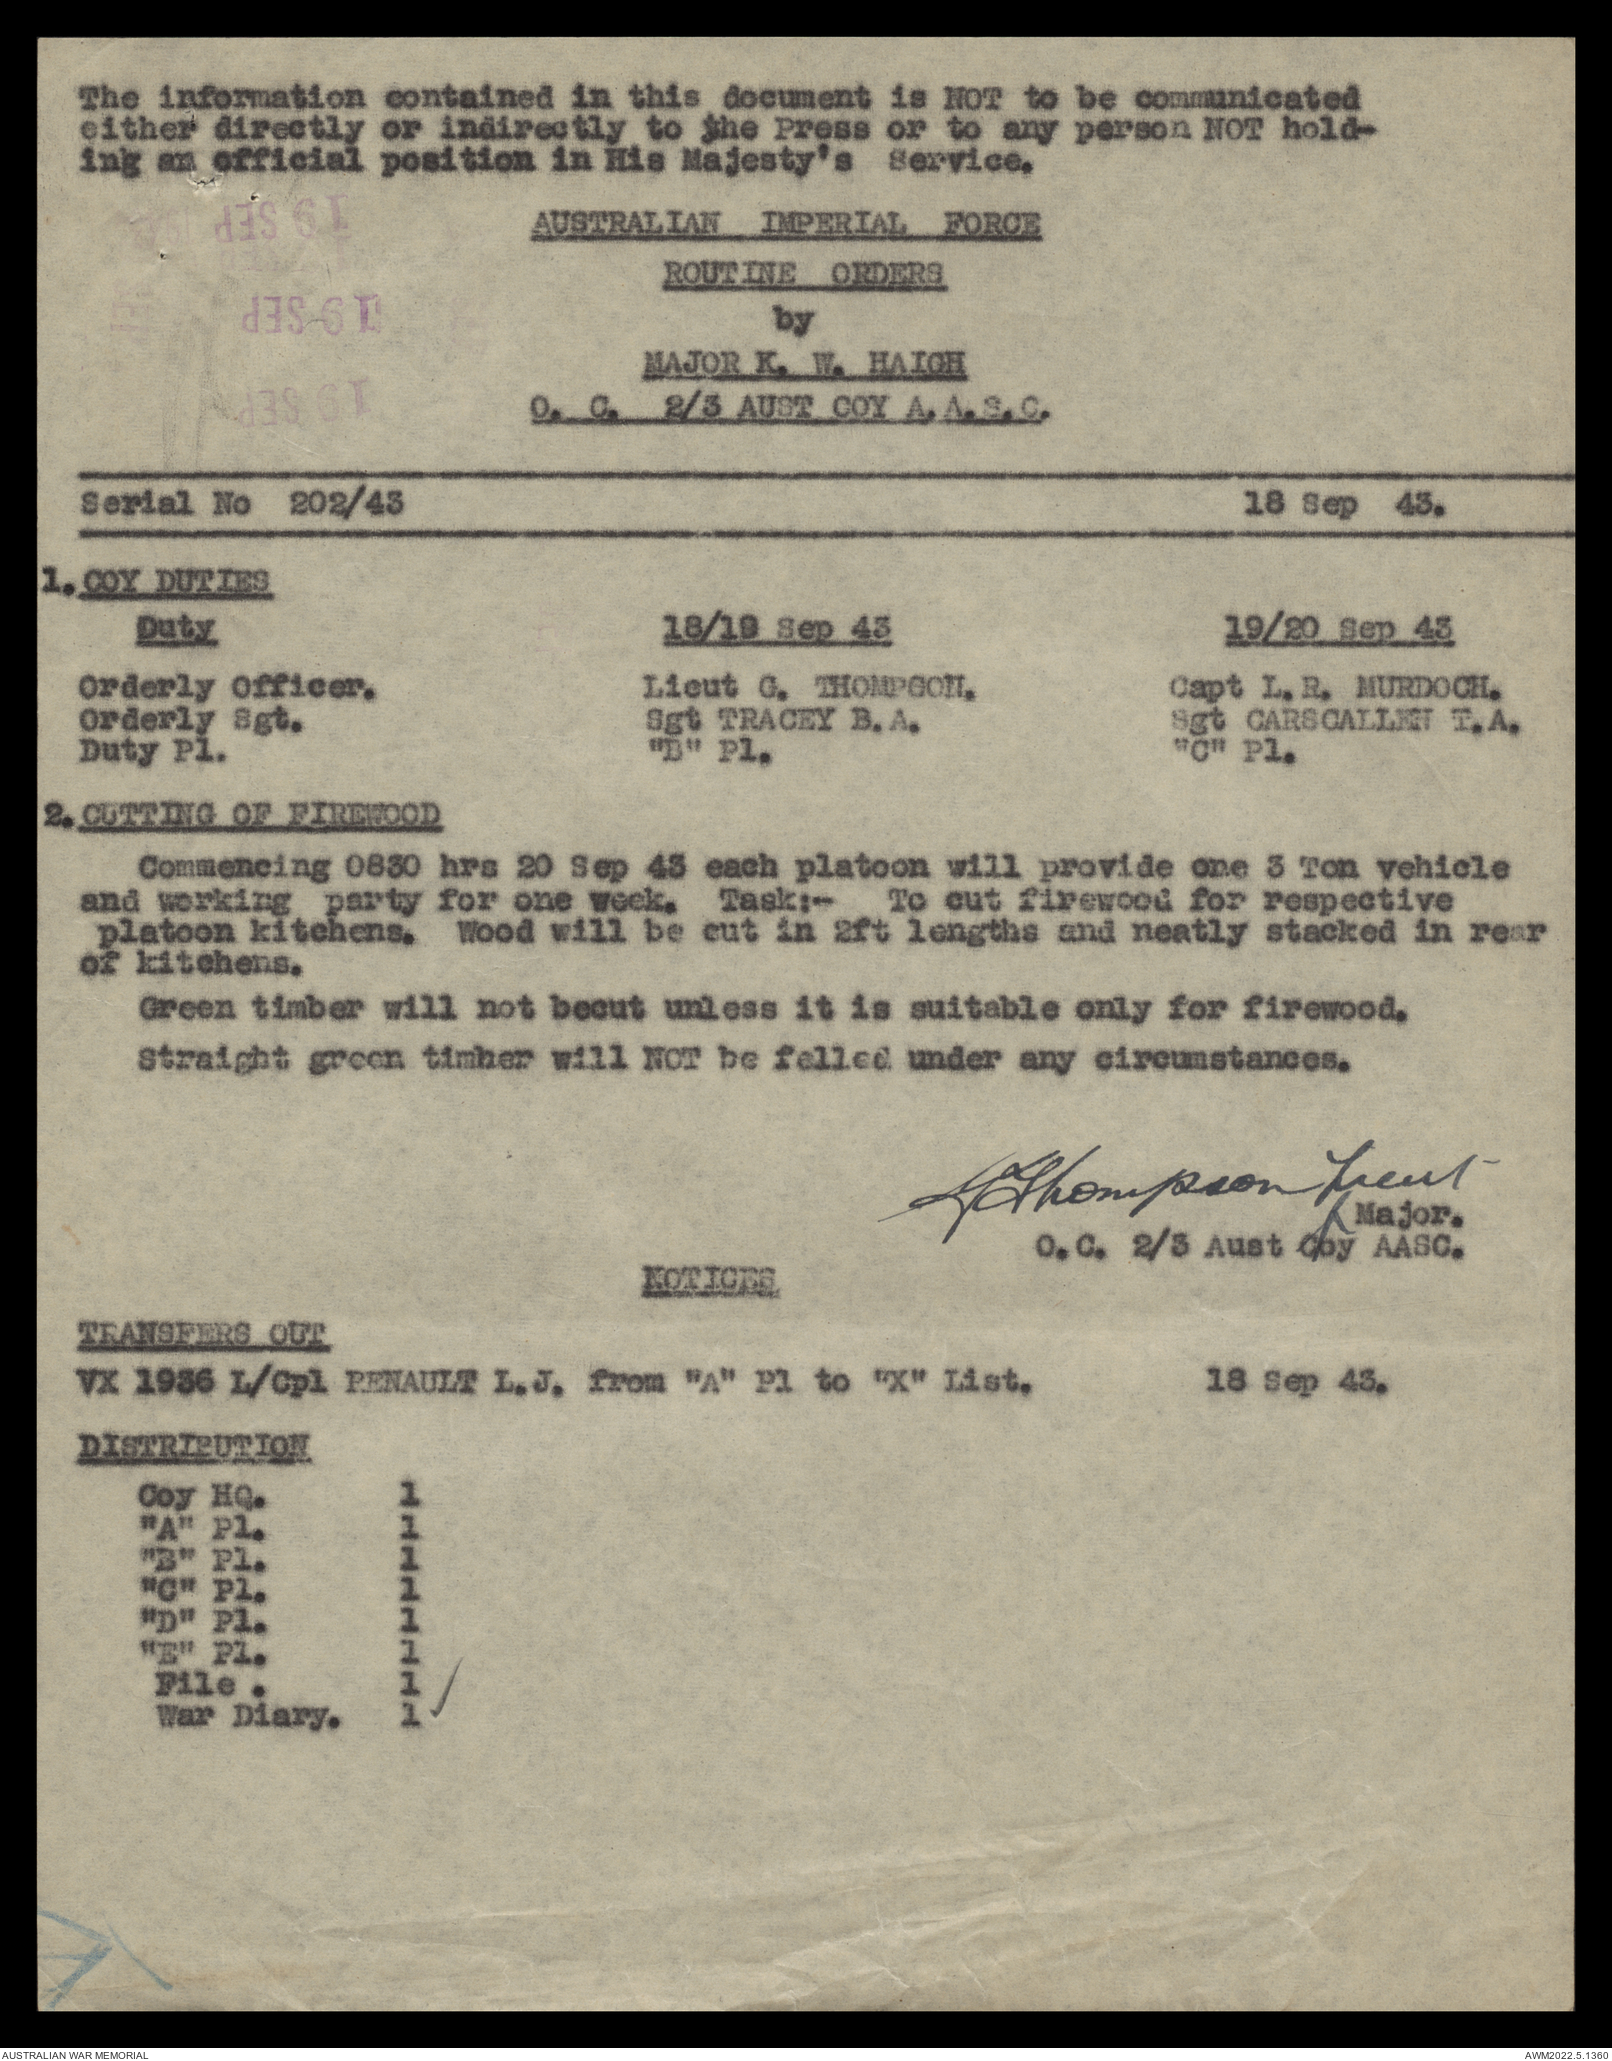 The information contained in this document is NOT to be communicated
either directly or indirectly to the Press or to any person NOT hold-
ing an official position in His Majesty's Service.
19 SEP
19 SEP
19 SEP
AUSTRALIAN IMPERIAL FORCE
ROUTINE ORDERS
by
MAJOR K. W. HAIGH
O. C. 2/3 AUST COY A.A.S.C.
Serial No 202/43 18 Sep 43.
1. COY DUTIES
Duty 18/19 Sep 43 19/20 Sep 43
Orderly Officer. Lieut G. THOMPSON. Capt L.R. MURDOCH.
Orderly Sgt. Sgt TRACEY B.A. Sgt CARSCALLEN T.A.
Duty Pl. "B" Pl. "C" Pl.
2. CUTTING OF FIREWOOD
Commencing 0830 hrs 20 Sep 43 each platoon will provide one 3 Ton vehicle
and working party for one week. Task:- To cut firewood for respective
platoon kitchens. Wood will be cut in 2ft lengths and neatly stacked in rear
of kitchens.
Green timber will not becut unless it is suitable only for firewood.
Straight green timber will NOT be felled under any circumstances.
G Thompson Lieut
Major.
O.C. 2/3 Aust Coy AASC.
NOTICES
TRANSFERS OUT
VX 1936 L/Cpl RENAULT L.J. from "A" Pl to "X" List. 18 Sep 43.
DISTRIBUTION
Coy HQ. 1
"A" Pl. 1
"B" Pl. 1
"C" Pl. 1
"D" Pl. 1
"E" Pl. 1
File . 1
War Diary. 1
AUSTRALIAN WAR MEMORIAL AWM2022.5.1360